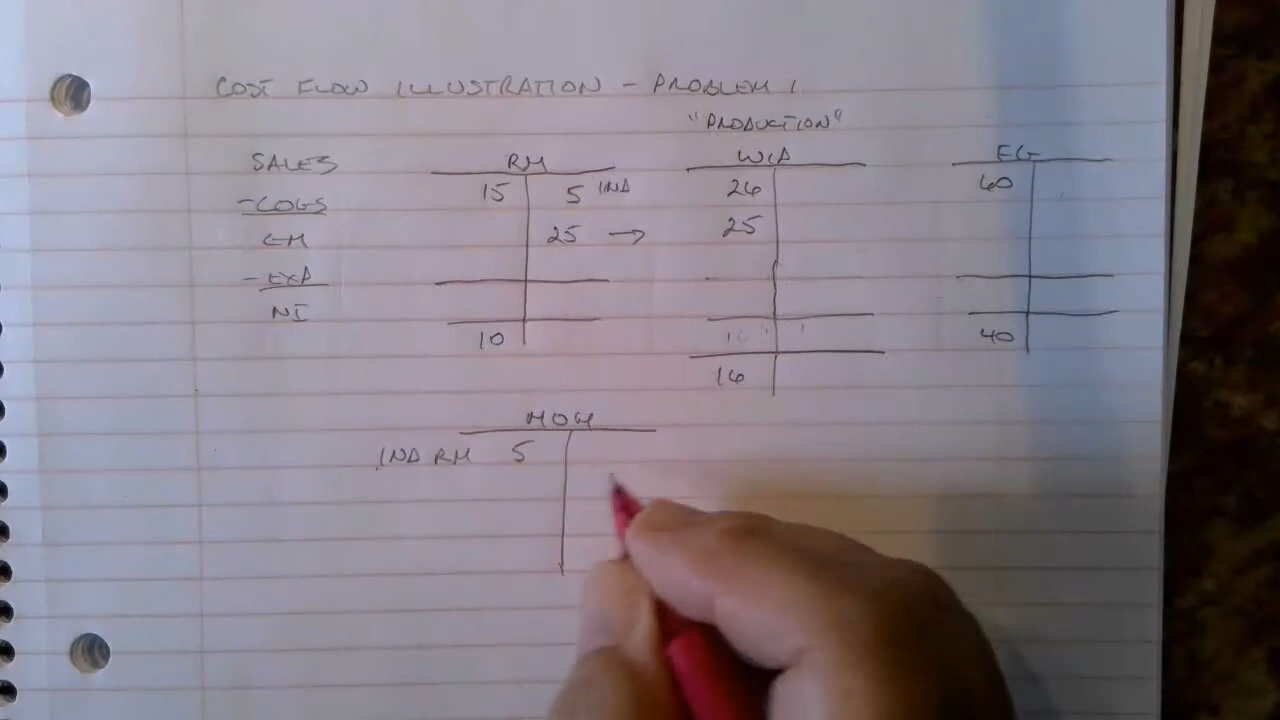 COST FLOW ILLUSTRATION - PROBLEM 1
"PRODUCTION"
SALES RM WIP FG
15 5 IND 26 60
-COGS
GM 25 → 25
-EXP
NI
10 40
16
MOH
IND RM 5